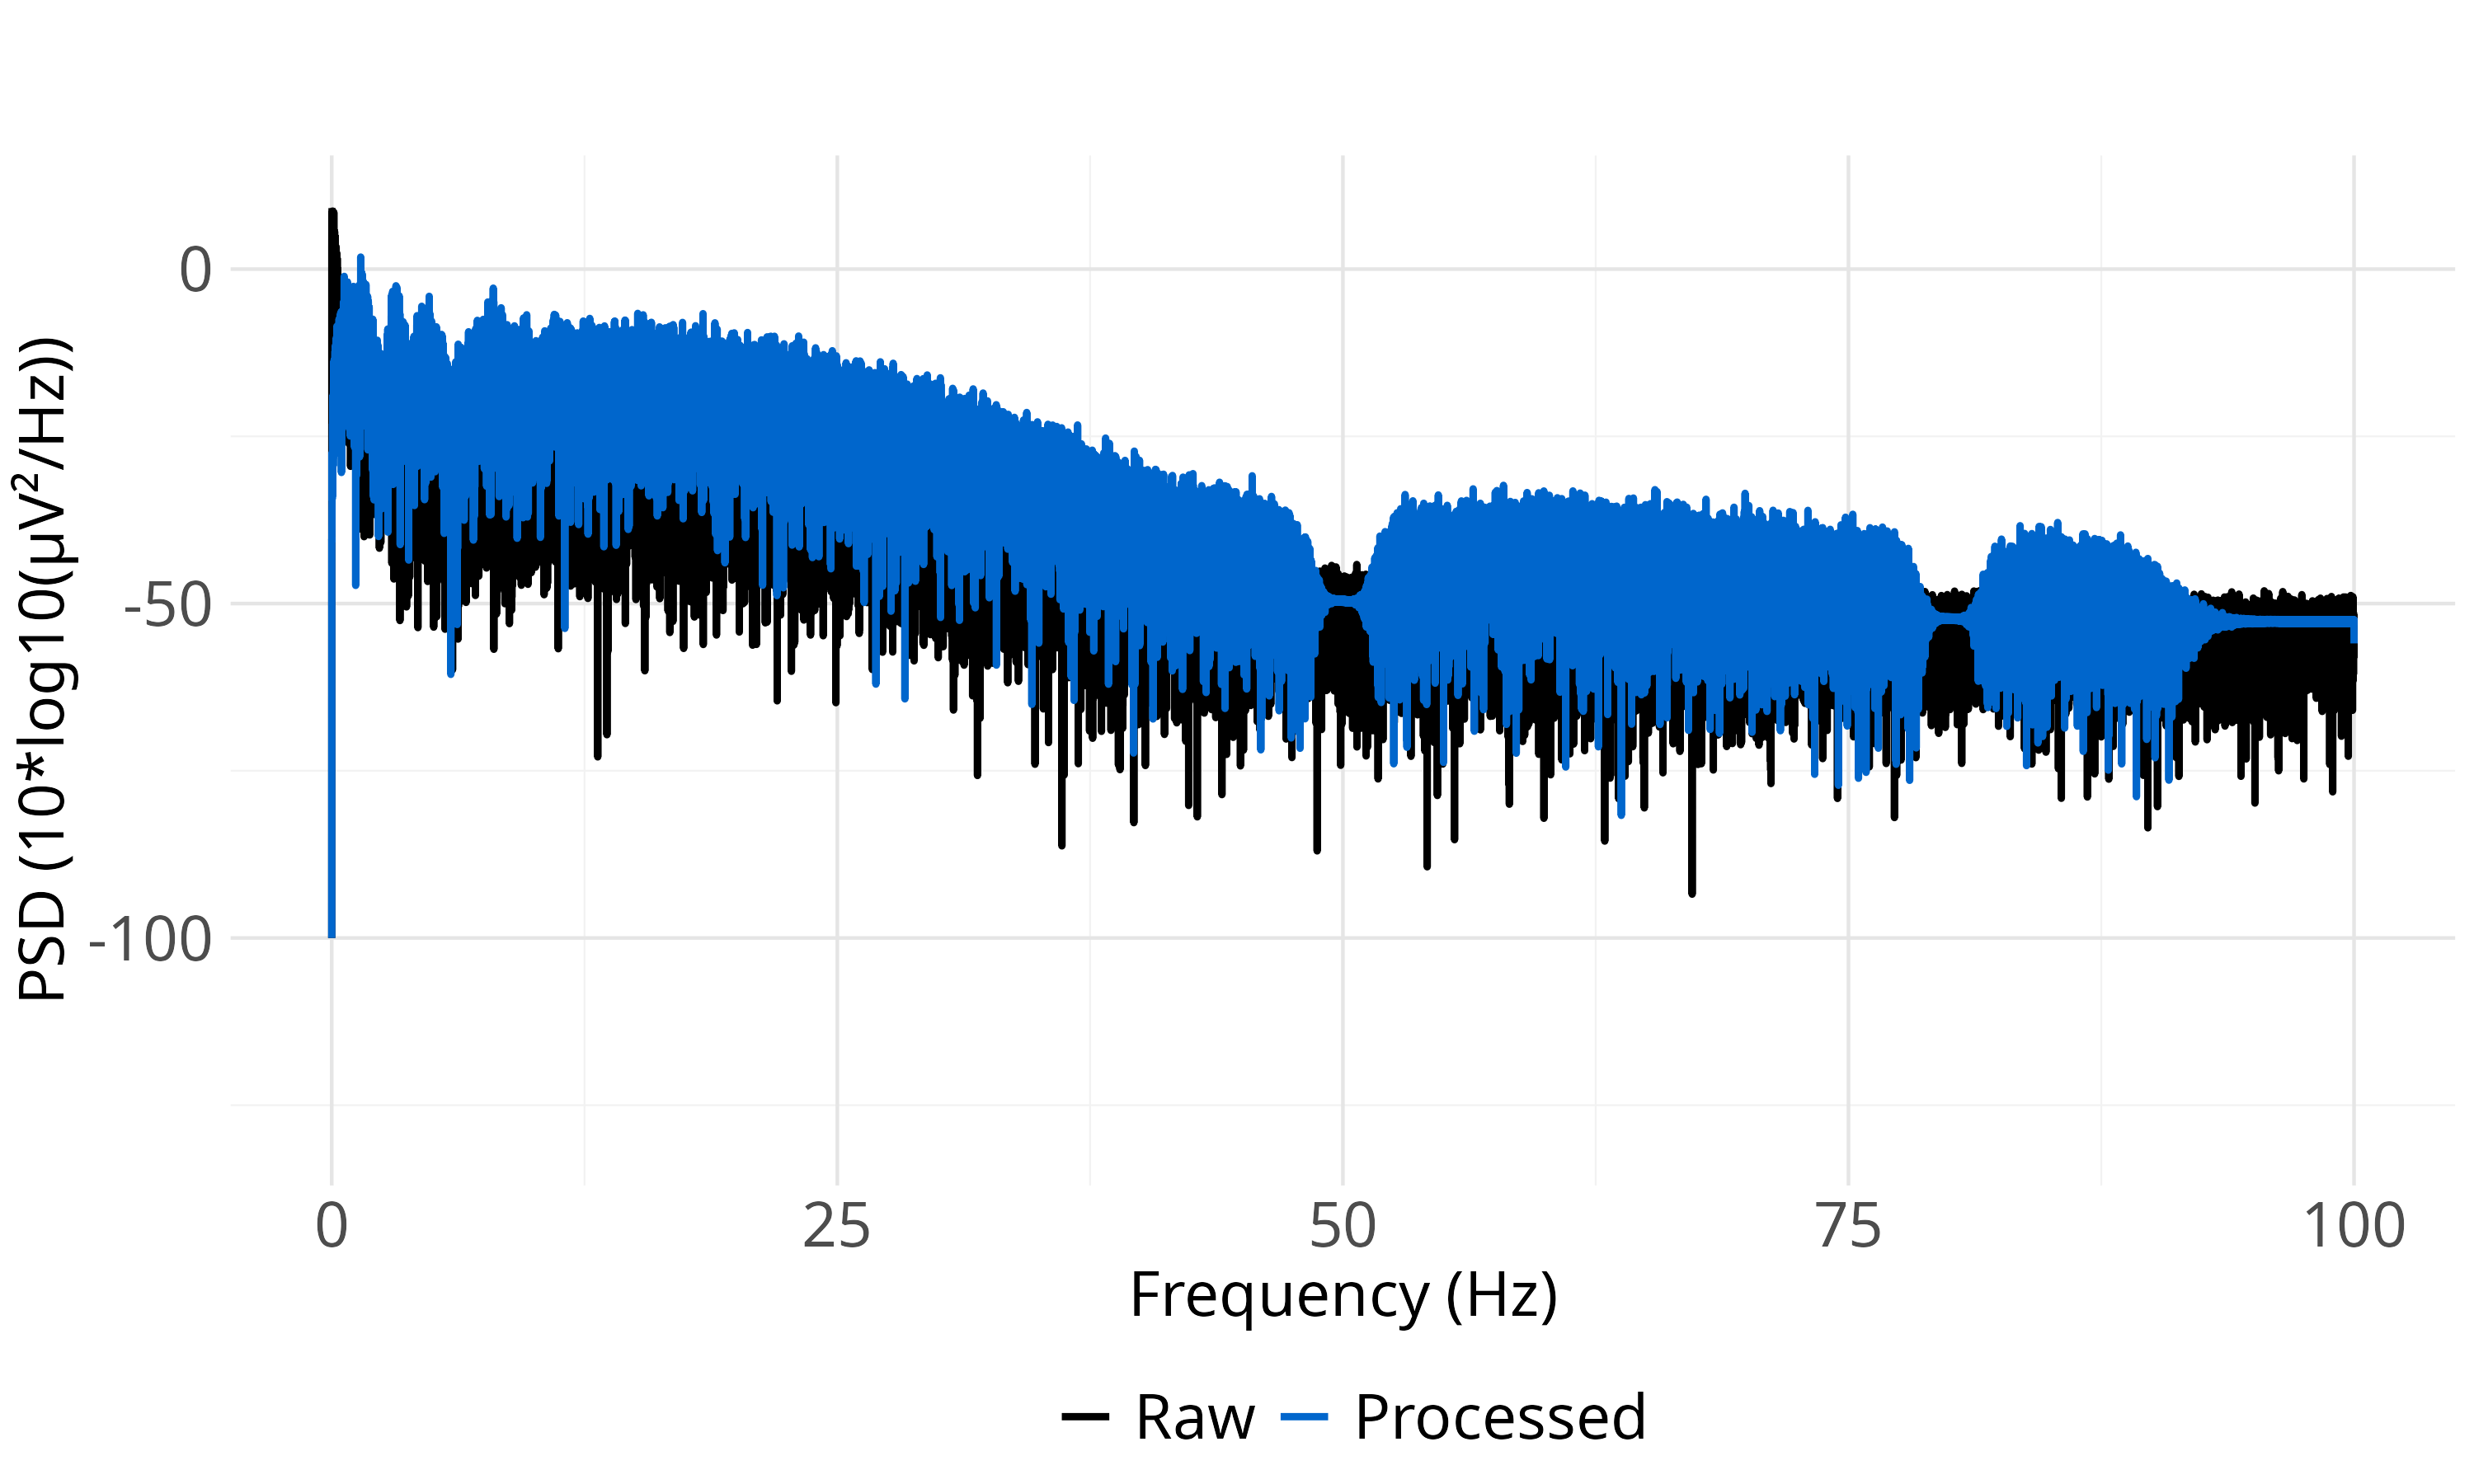 PSD (10*log10(µV²/Hz)))
0
-50
-100
0 25 50 75 100
Frequency (Hz)
Raw Processed